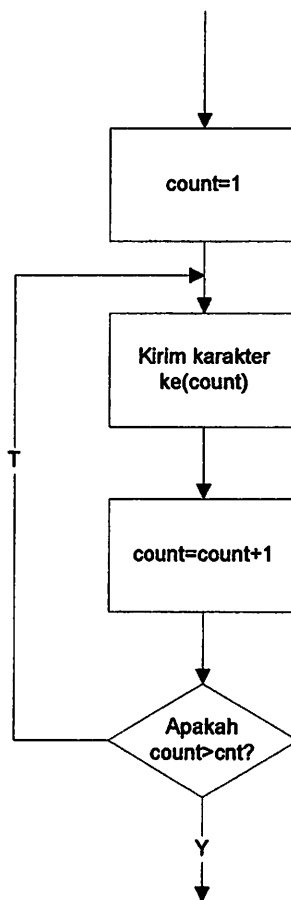 count=1
Kirim karakter
ke(count)
T
count=count+1
Apakah
count>cnt?
Y